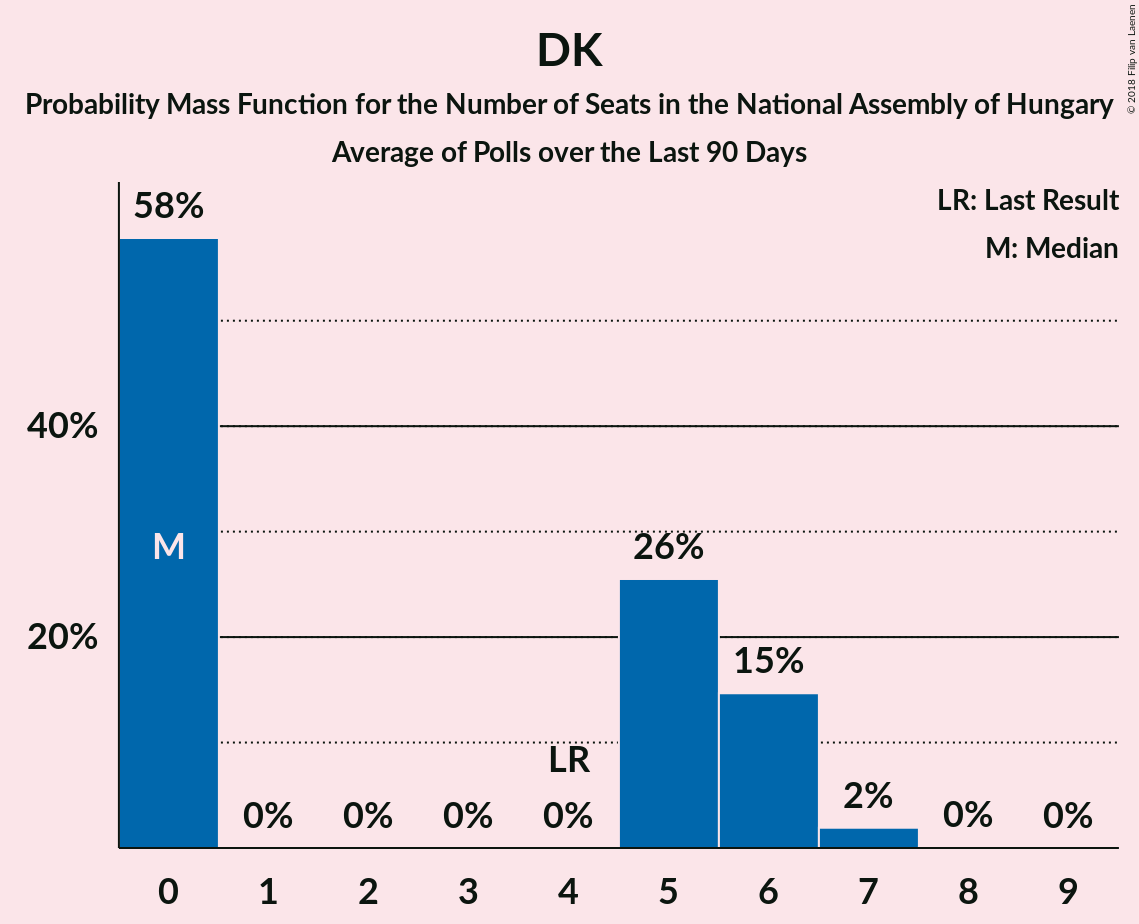 DK
Probability Mass Function for the Number of Seats in the National Assembly of Hungary
Average of Polls over the Last 90 Days
© 2018 Filip van Laenen
LR: Last Result
M: Median
58%
40%
M
26%
20%
15%
LR
2%
0% 0% 0% 0% 0% 0%
0 1 2 3 4 5 6 7 8 9